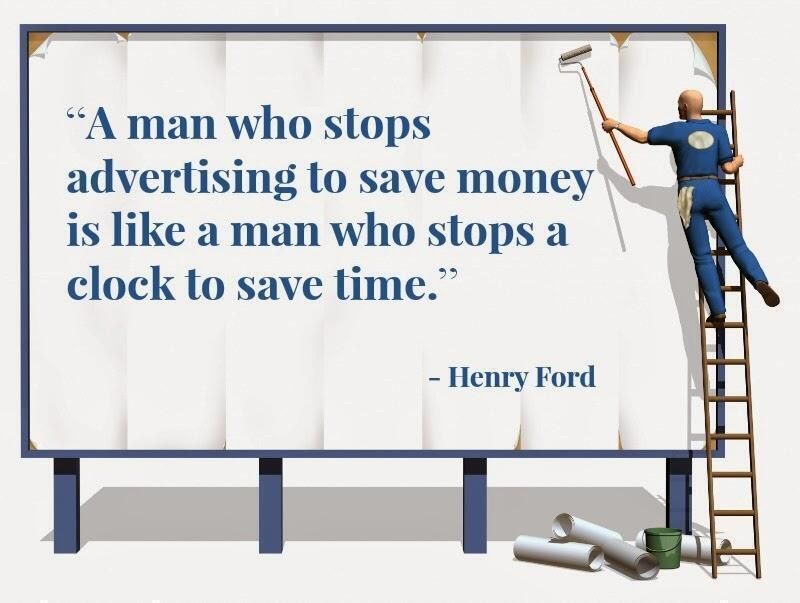 “A man who stops
advertising to save money
is like a man who stops a
clock to save time.”
- Henry Ford